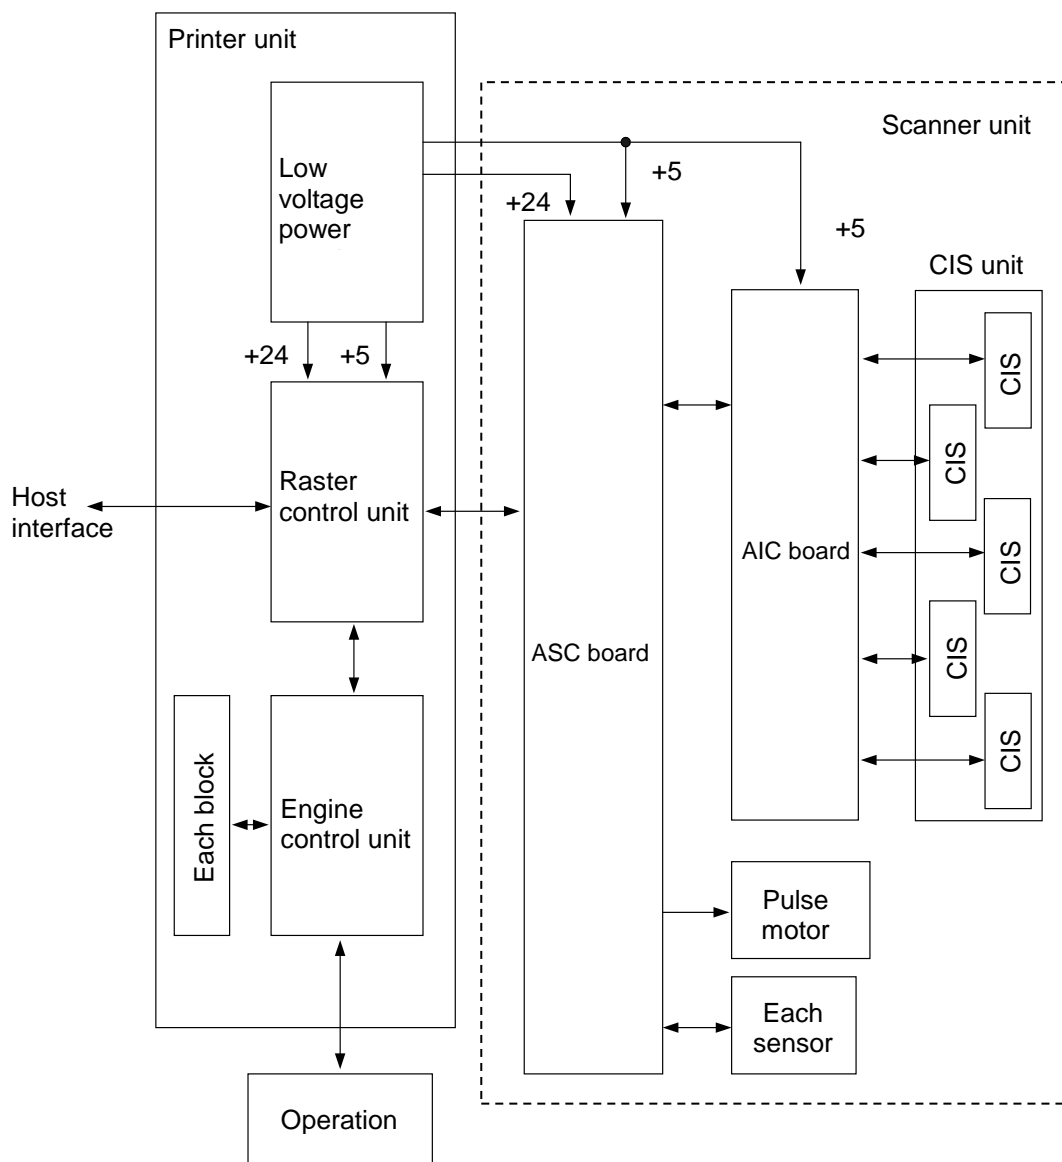 Printer unit
Scanner unit
Low
voltage
power
+5
+24
+5
CIS unit
+24
+5
CIS
CIS
Host
interface
Raster
control unit
AIC board
CIS
ASC board
CIS
CIS
Each block
Engine
control unit
Pulse
motor
Each
sensor
Operation